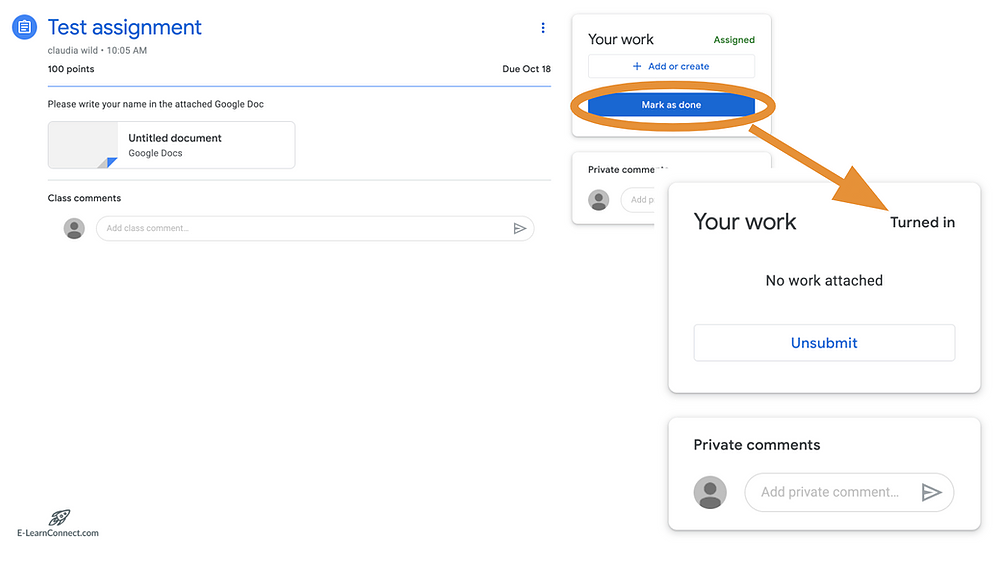 Test assignment
claudia wild • 10:05 AM
100 points
Due Oct 18
Please write your name in the attached Google Doc
Untitled document
Google Docs
Class comments
Add class comment...
Your work
Assigned
+ Add or create
Mark as done
Private comme
Add p
Your work
Turned in
No work attached
Unsubmit
Private comments
Add private comment...
E-LearnConnect.com